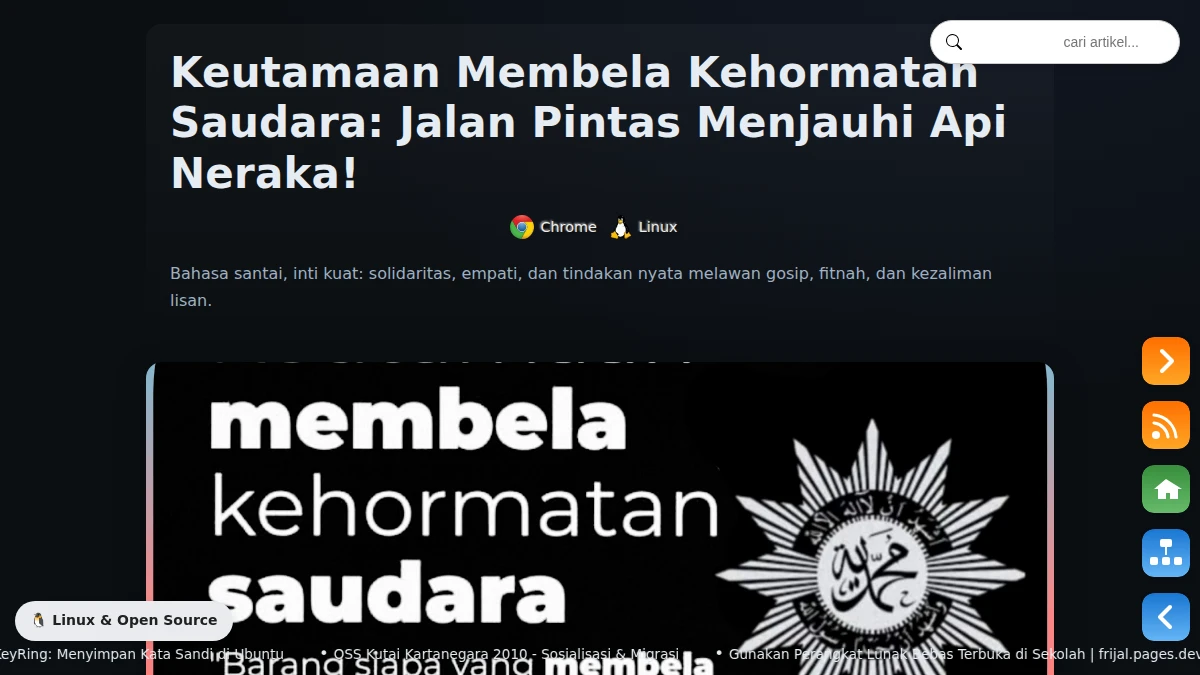 cari artikel...
Keutamaan Membela Kehormatan
Saudara: Jalan Pintas Menjauhi Api
Neraka!
Chrome Linux
Bahasa santai, inti kuat: solidaritas, empati, dan tindakan nyata melawan gosip, fitnah, dan kezaliman
lisan.
membela
kehormatan
saudara
"Barang siapa yang membela
محمدية
🐧 Linux & Open Source
KeyRing: Menyimpan Kata Sandi di Ubuntu • OSS Kutai Kartanegara 2010 - Sosialisasi & Migrasi • Gunakan Perangkat Lunak Bebas Terbuka di Sekolah | frijal.pages.dev